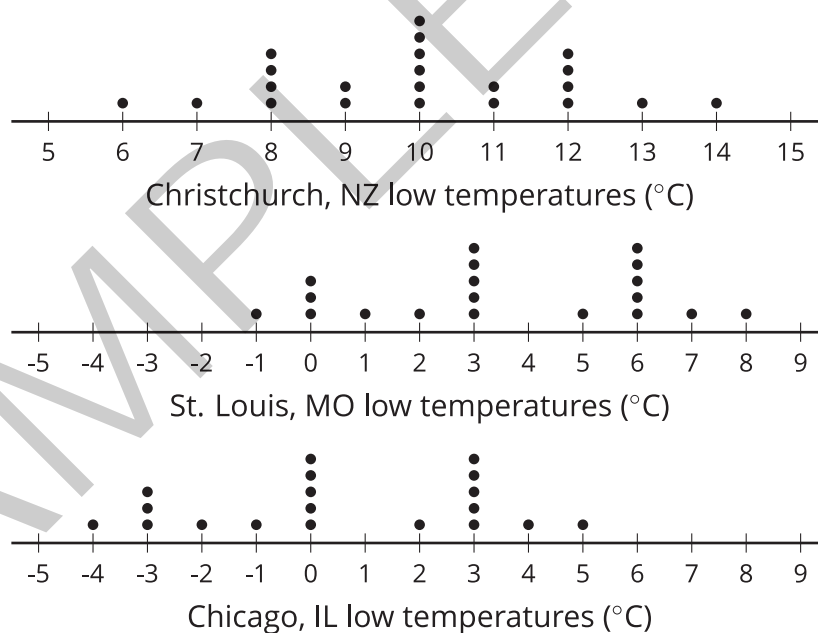 5 6 7 8 9 10 11 12 13 14 15
Christchurch, NZ low temperatures (°C)
-5 -4 -3 -2 -1 0 1 2 3 4 5 6 7 8 9
St. Louis, MO low temperatures (°C)
-5 -4 -3 -2 -1 0 1 2 3 4 5 6 7 8 9
Chicago, IL low temperatures (°C)